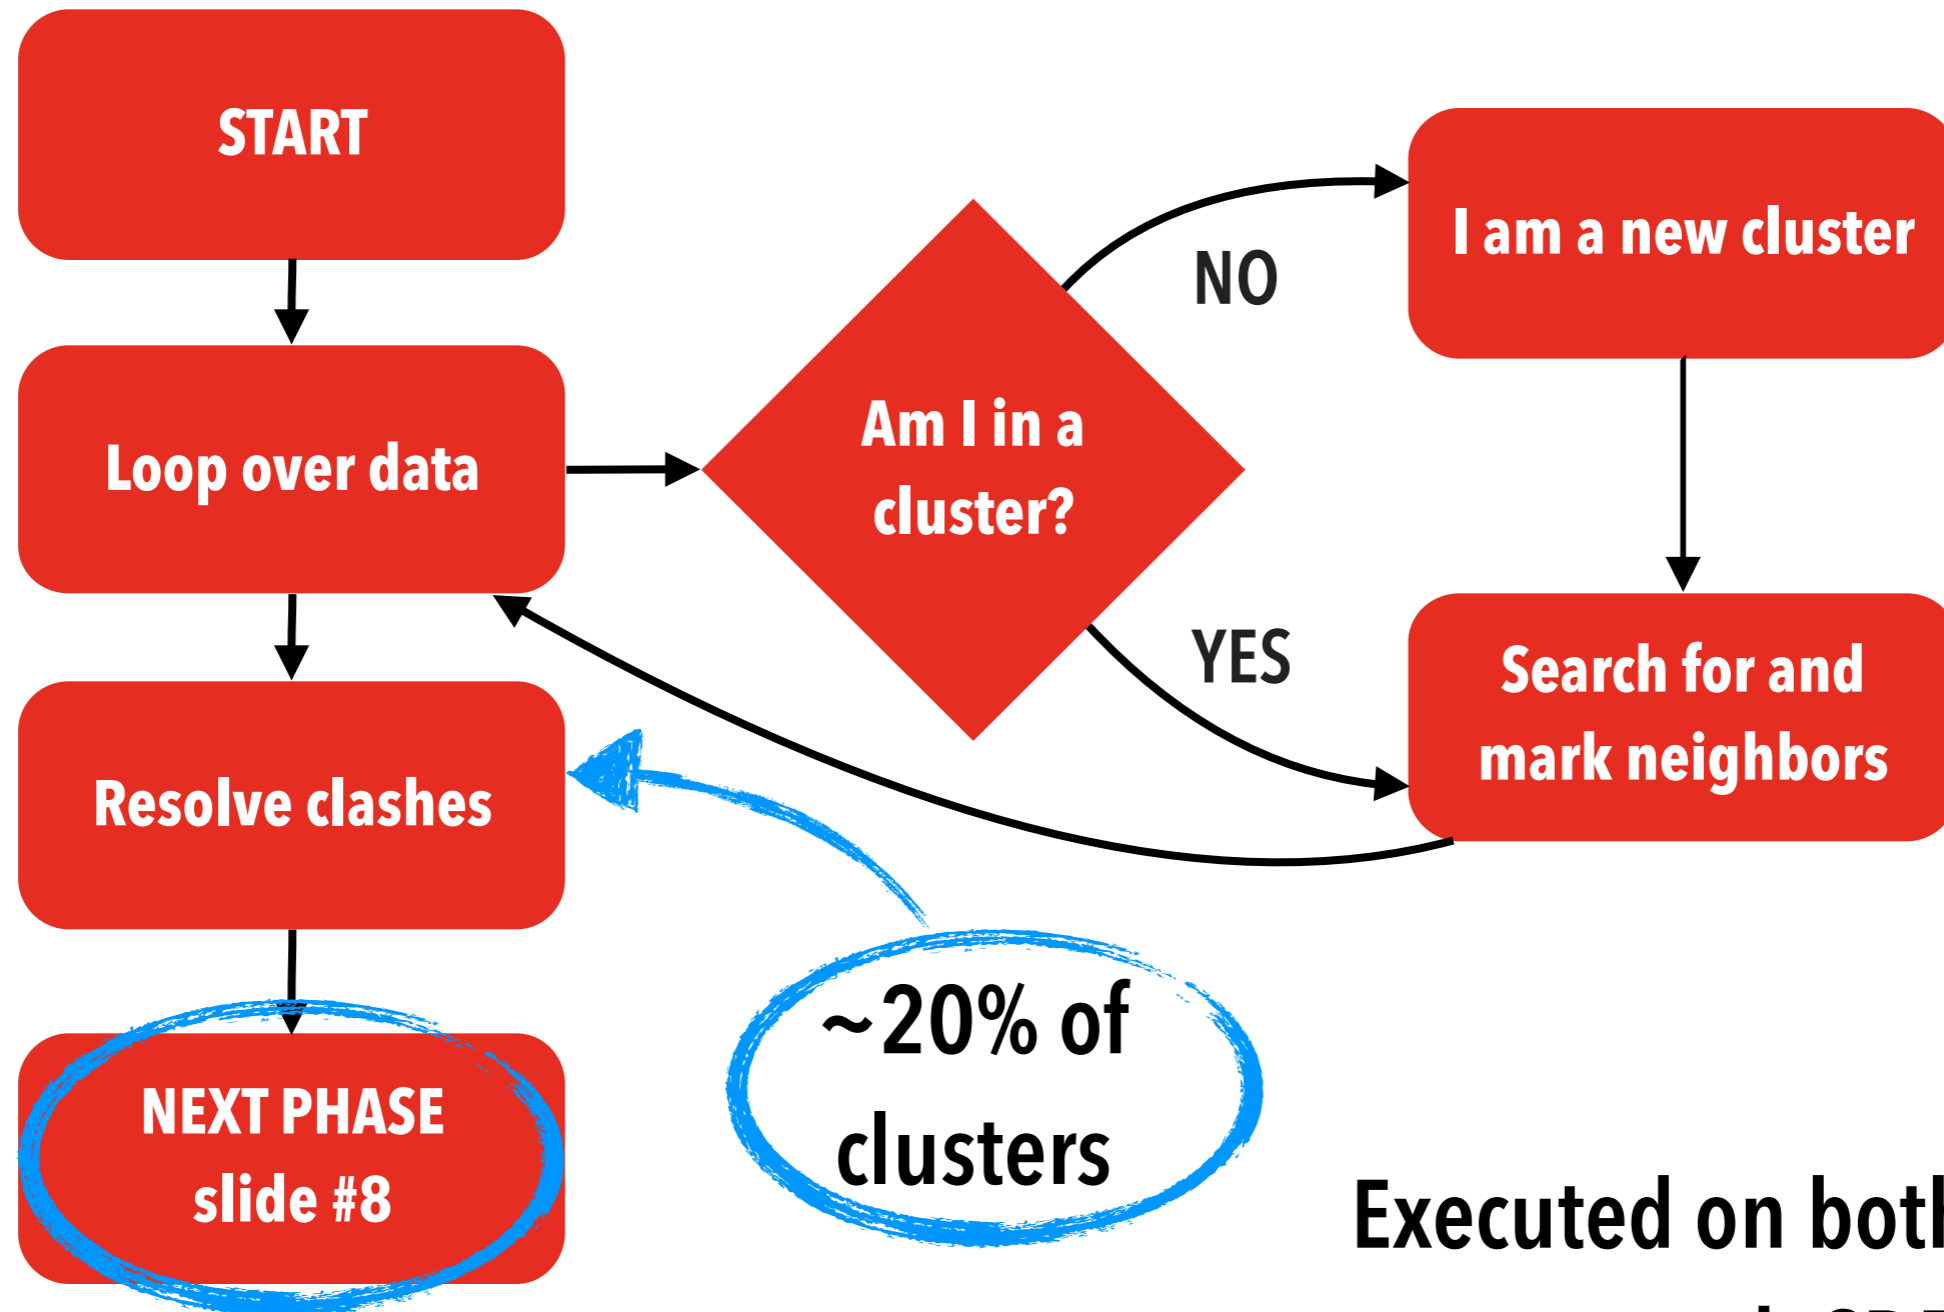 START
Loop over data
Resolve clashes
NEXT PHASE
slide #8
Am I in a
cluster?
NO
YES
I am a new cluster
Search for and
mark neighbors
~20% of
clusters
Executed on